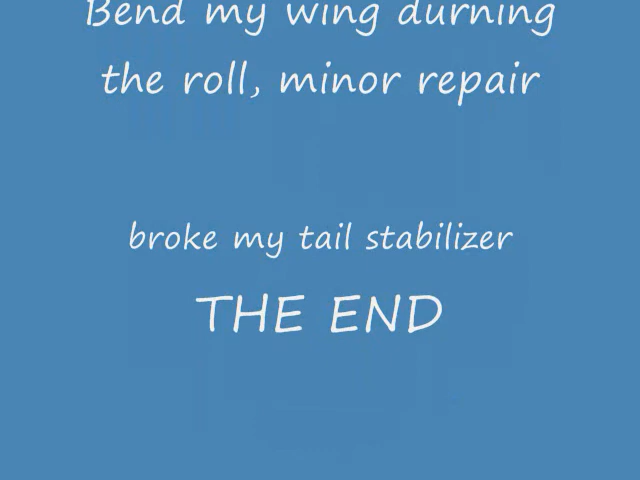 Bend my wing durning
the roll, minor repair
broke my tail stabilizer
THE END